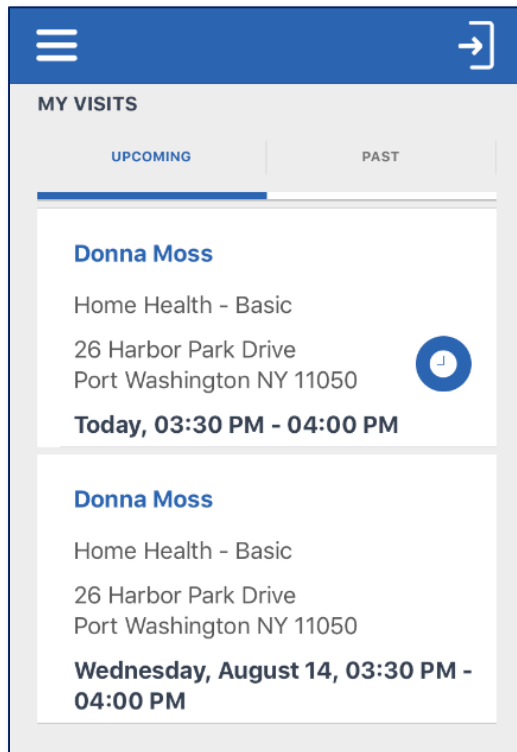 MY VISITS
UPCOMING PAST
Donna Moss
Home Health - Basic
26 Harbor Park Drive
Port Washington NY 11050
Today, 03:30 PM - 04:00 PM
Donna Moss
Home Health - Basic
26 Harbor Park Drive
Port Washington NY 11050
Wednesday, August 14, 03:30 PM -
04:00 PM